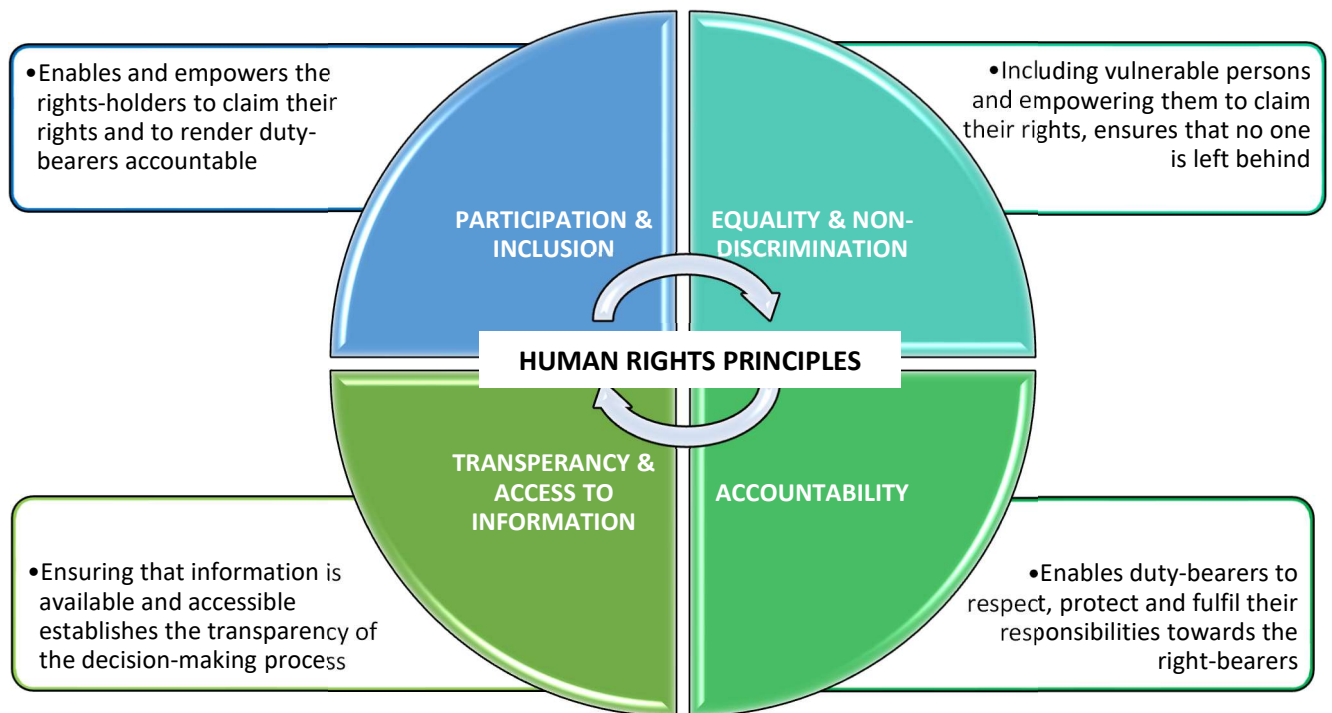 •Enables and empowers the
rights-holders to claim their
rights and to render duty-
bearers accountable
•Including vulnerable persons
and empowering them to claim
their rights, ensures that no one
is left behind
PARTICIPATION &
INCLUSION
EQUALITY & NON-
DISCRIMINATION
HUMAN RIGHTS PRINCIPLES
TRANSPERANCY &
ACCESS TO
INFORMATION
ACCOUNTABILITY
•Ensuring that information is
available and accessible
establishes the transparency of
the decision-making process
•Enables duty-bearers to
respect, protect and fulfil their
responsibilities towards the
right-bearers